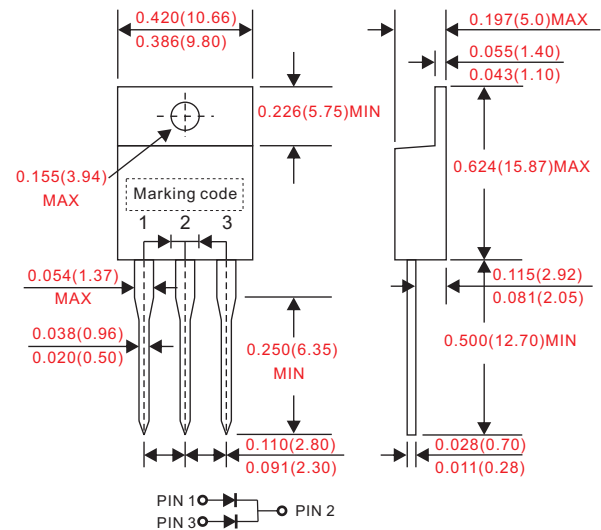 0.420(10.66)
0.386(9.80)
0.197(5.0)MAX
0.055(1.40)
0.043(1.10)
0.226(5.75)MIN
0.155(3.94)
MAX
0.624(15.87)MAX
Marking code
1 2 3
0.054(1.37)
MAX
0.115(2.92)
0.081(2.05)
0.038(0.96)
0.020(0.50)
0.250(6.35)
MIN
0.500(12.70)MIN
0.110(2.80)
0.091(2.30)
0.028(0.70)
0.011(0.28)
PIN 1
PIN 2
PIN 3